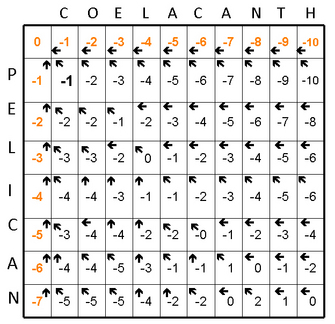 C O E L A C A N T H
0 -1 -2 -3 -4 -5 -6 -7 -8 -9 -10
P -1 -1 -2 -3 -4 -5 -6 -7 -8 -9 -10
E -2 -2 -2 -1 -2 -3 -4 -5 -6 -7 -8
L -3 -3 -3 -2 0 -1 -2 -3 -4 -5 -6
I -4 -4 -4 -3 -1 -1 -2 -3 -4 -5 -6
C -5 -3 -4 -4 -2 -2 -0 -1 -2 -3 -4
A -6 -4 -4 -5 -3 -1 -1 1 0 -1 -2
N -7 -5 -5 -5 -4 -2 -2 0 2 1 0